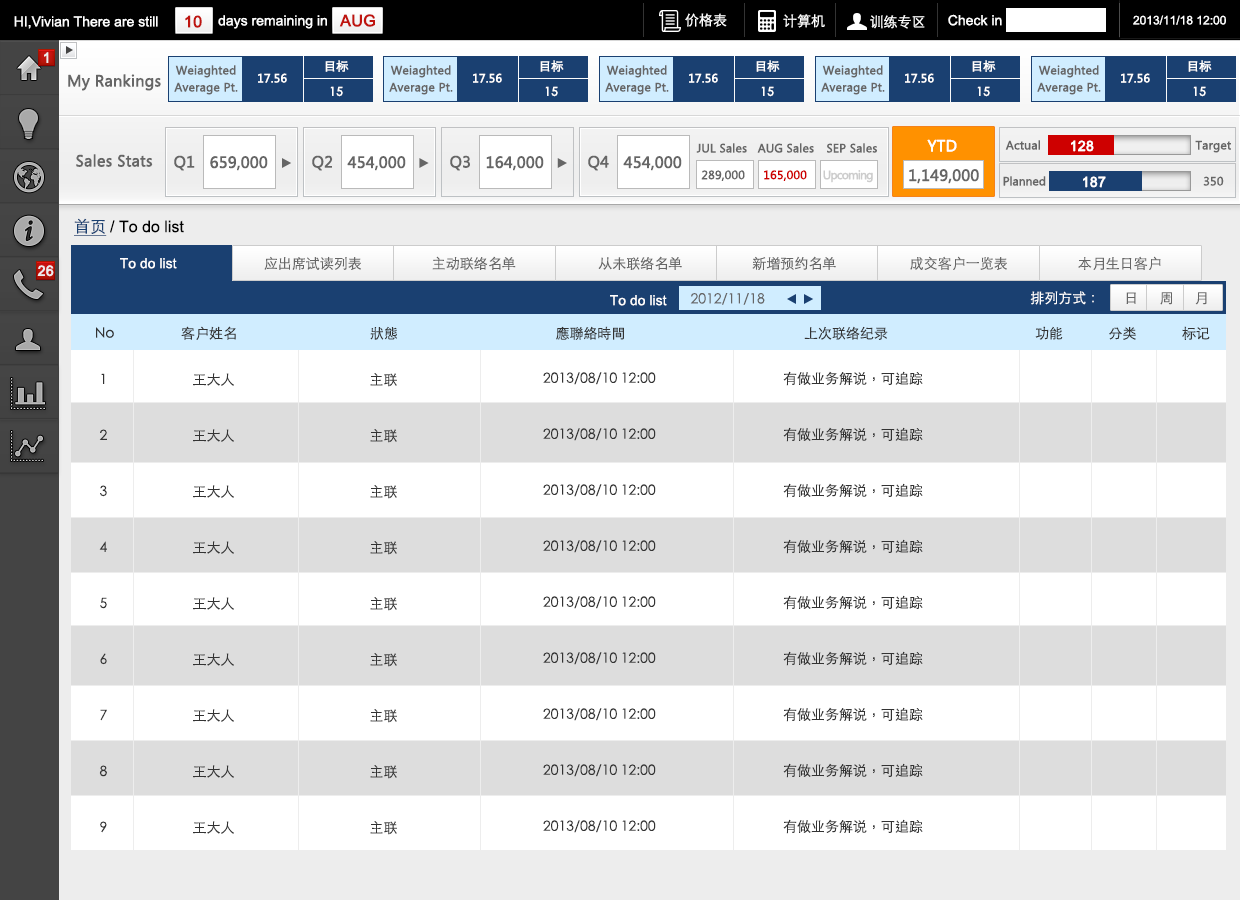 HI,Vivian There are still 10 days remaining in AUG 价格表 计算机 训练专区 Check in 2013/11/18 12:00
1
My Rankings Weiaghted Average Pt. 17.56 目标 15 Weiaghted Average Pt. 17.56 目标 15 Weiaghted Average Pt. 17.56 目标 15 Weiaghted Average Pt. 17.56 目标 15 Weiaghted Average Pt. 17.56 目标 15
Sales Stats Q1 659,000 Q2 454,000 Q3 164,000 Q4 454,000
JUL Sales AUG Sales SEP Sales
289,000 165,000 Upcoming
YTD
1,149,000
Actual 128 Target
Planned 187 350
首页 / To do list
To do list 应出席试读列表 主动联络名单 从未联络名单 新增预约名单 成交客户一览表 本月生日客户
26
To do list 2012/11/18 排列方式： 日 周 月
No 客户姓名 狀態 應聯絡時間 上次联络纪录 功能 分类 标记
1 王大人 主联 2013/08/10 12:00 有做业务解说，可追踪
2 王大人 主联 2013/08/10 12:00 有做业务解说，可追踪
3 王大人 主联 2013/08/10 12:00 有做业务解说，可追踪
4 王大人 主联 2013/08/10 12:00 有做业务解说，可追踪
5 王大人 主联 2013/08/10 12:00 有做业务解说，可追踪
6 王大人 主联 2013/08/10 12:00 有做业务解说，可追踪
7 王大人 主联 2013/08/10 12:00 有做业务解说，可追踪
8 王大人 主联 2013/08/10 12:00 有做业务解说，可追踪
9 王大人 主联 2013/08/10 12:00 有做业务解说，可追踪